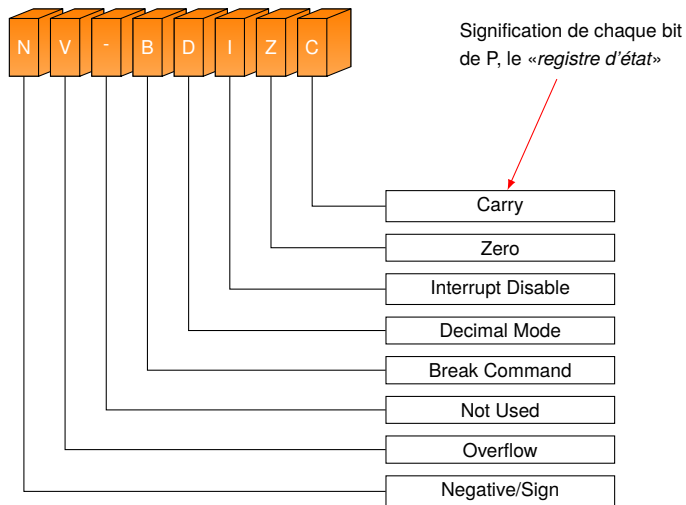 N V - B D I Z C
Signification de chaque bit
de P, le «registre d'état»
Carry
Zero
Interrupt Disable
Decimal Mode
Break Command
Not Used
Overflow
Negative/Sign